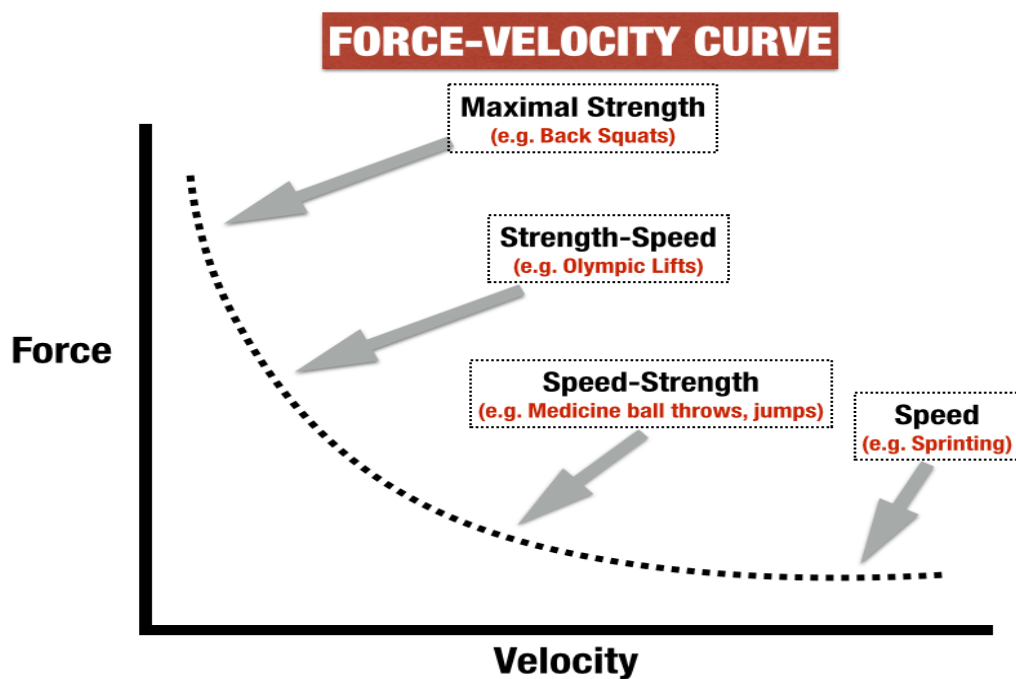 FORCE-VELOCITY CURVE
Maximal Strength
(e.g. Back Squats)
Strength-Speed
(e.g. Olympic Lifts)
Force
Speed-Strength
(e.g. Medicine ball throws, jumps)
Speed
(e.g. Sprinting)
Velocity